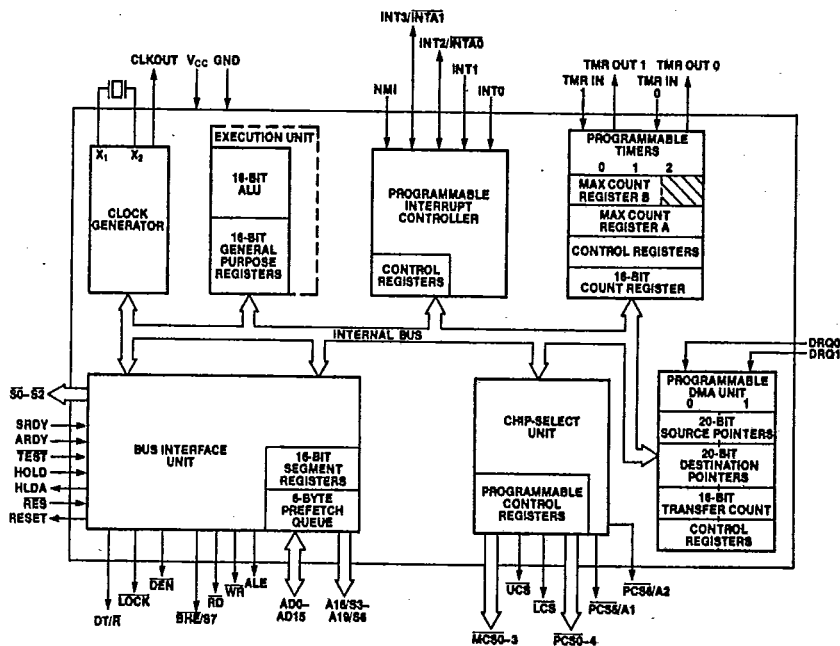 INT3/INTA1
INT2/INTA0
CLKOUT VCC GND
INT1
TMR OUT 1 TMR OUT 0
TMR IN 1
TMR IN 0
NMI
INT0
X1 X2
CLOCK
GENERATOR
EXECUTION UNIT
16-BIT
ALU
16-BIT
GENERAL
PURPOSE
REGISTERS
PROGRAMMABLE
INTERRUPT
CONTROLLER
CONTROL
REGISTERS
PROGRAMMABLE
TIMERS
0 1 2
MAX COUNT
REGISTER B
MAX COUNT
REGISTER A
CONTROL REGISTERS
16-BIT
COUNT REGISTER
INTERNAL BUS
DRQ0
DRQ1
S0–S2
SRDY
ARDY
TEST
HOLD
HLDA
RES
RESET
BUS INTERFACE
UNIT
16-BIT
SEGMENT
REGISTERS
6-BYTE
PREFETCH
QUEUE
CHIP-SELECT
UNIT
PROGRAMMABLE
CONTROL
REGISTERS
PROGRAMMABLE
DMA UNIT
0 1
20-BIT
SOURCE POINTERS
20-BIT
DESTINATION
POINTERS
16-BIT
TRANSFER COUNT
CONTROL
REGISTERS
DT/R
LOCK
DEN
BHE/S7
RD
WR
ALE
AD0–
AD15
A16/S3–
A19/S6
MCS0–3
UCS
LCS
PCS0–4
PCS5/A1
PCS6/A2